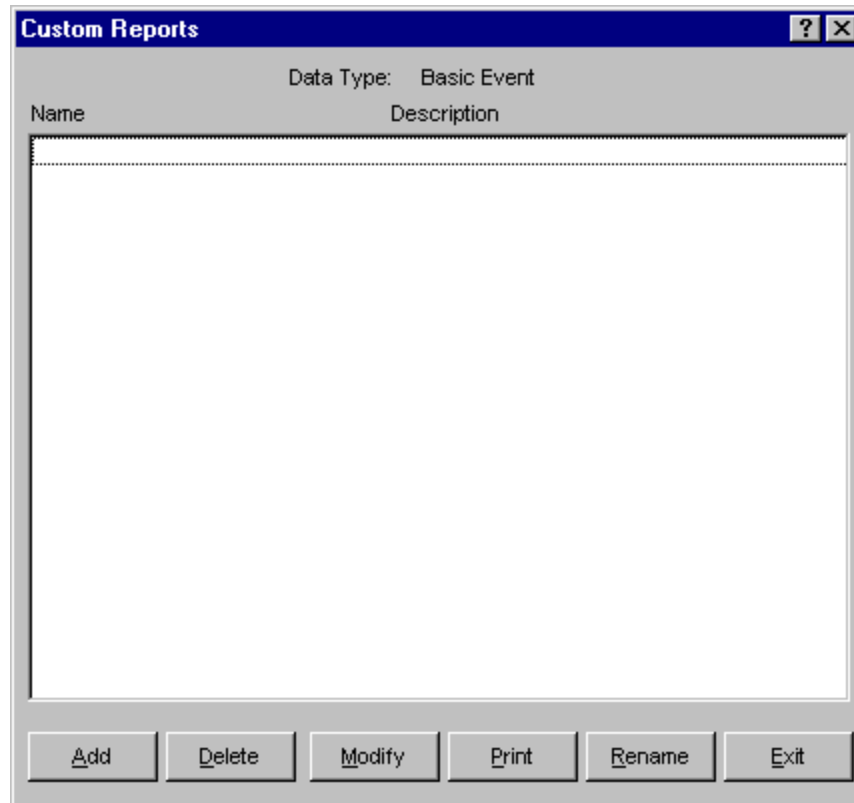 Custom Reports
Data Type: Basic Event
Name Description
Add Delete Modify Print Rename Exit